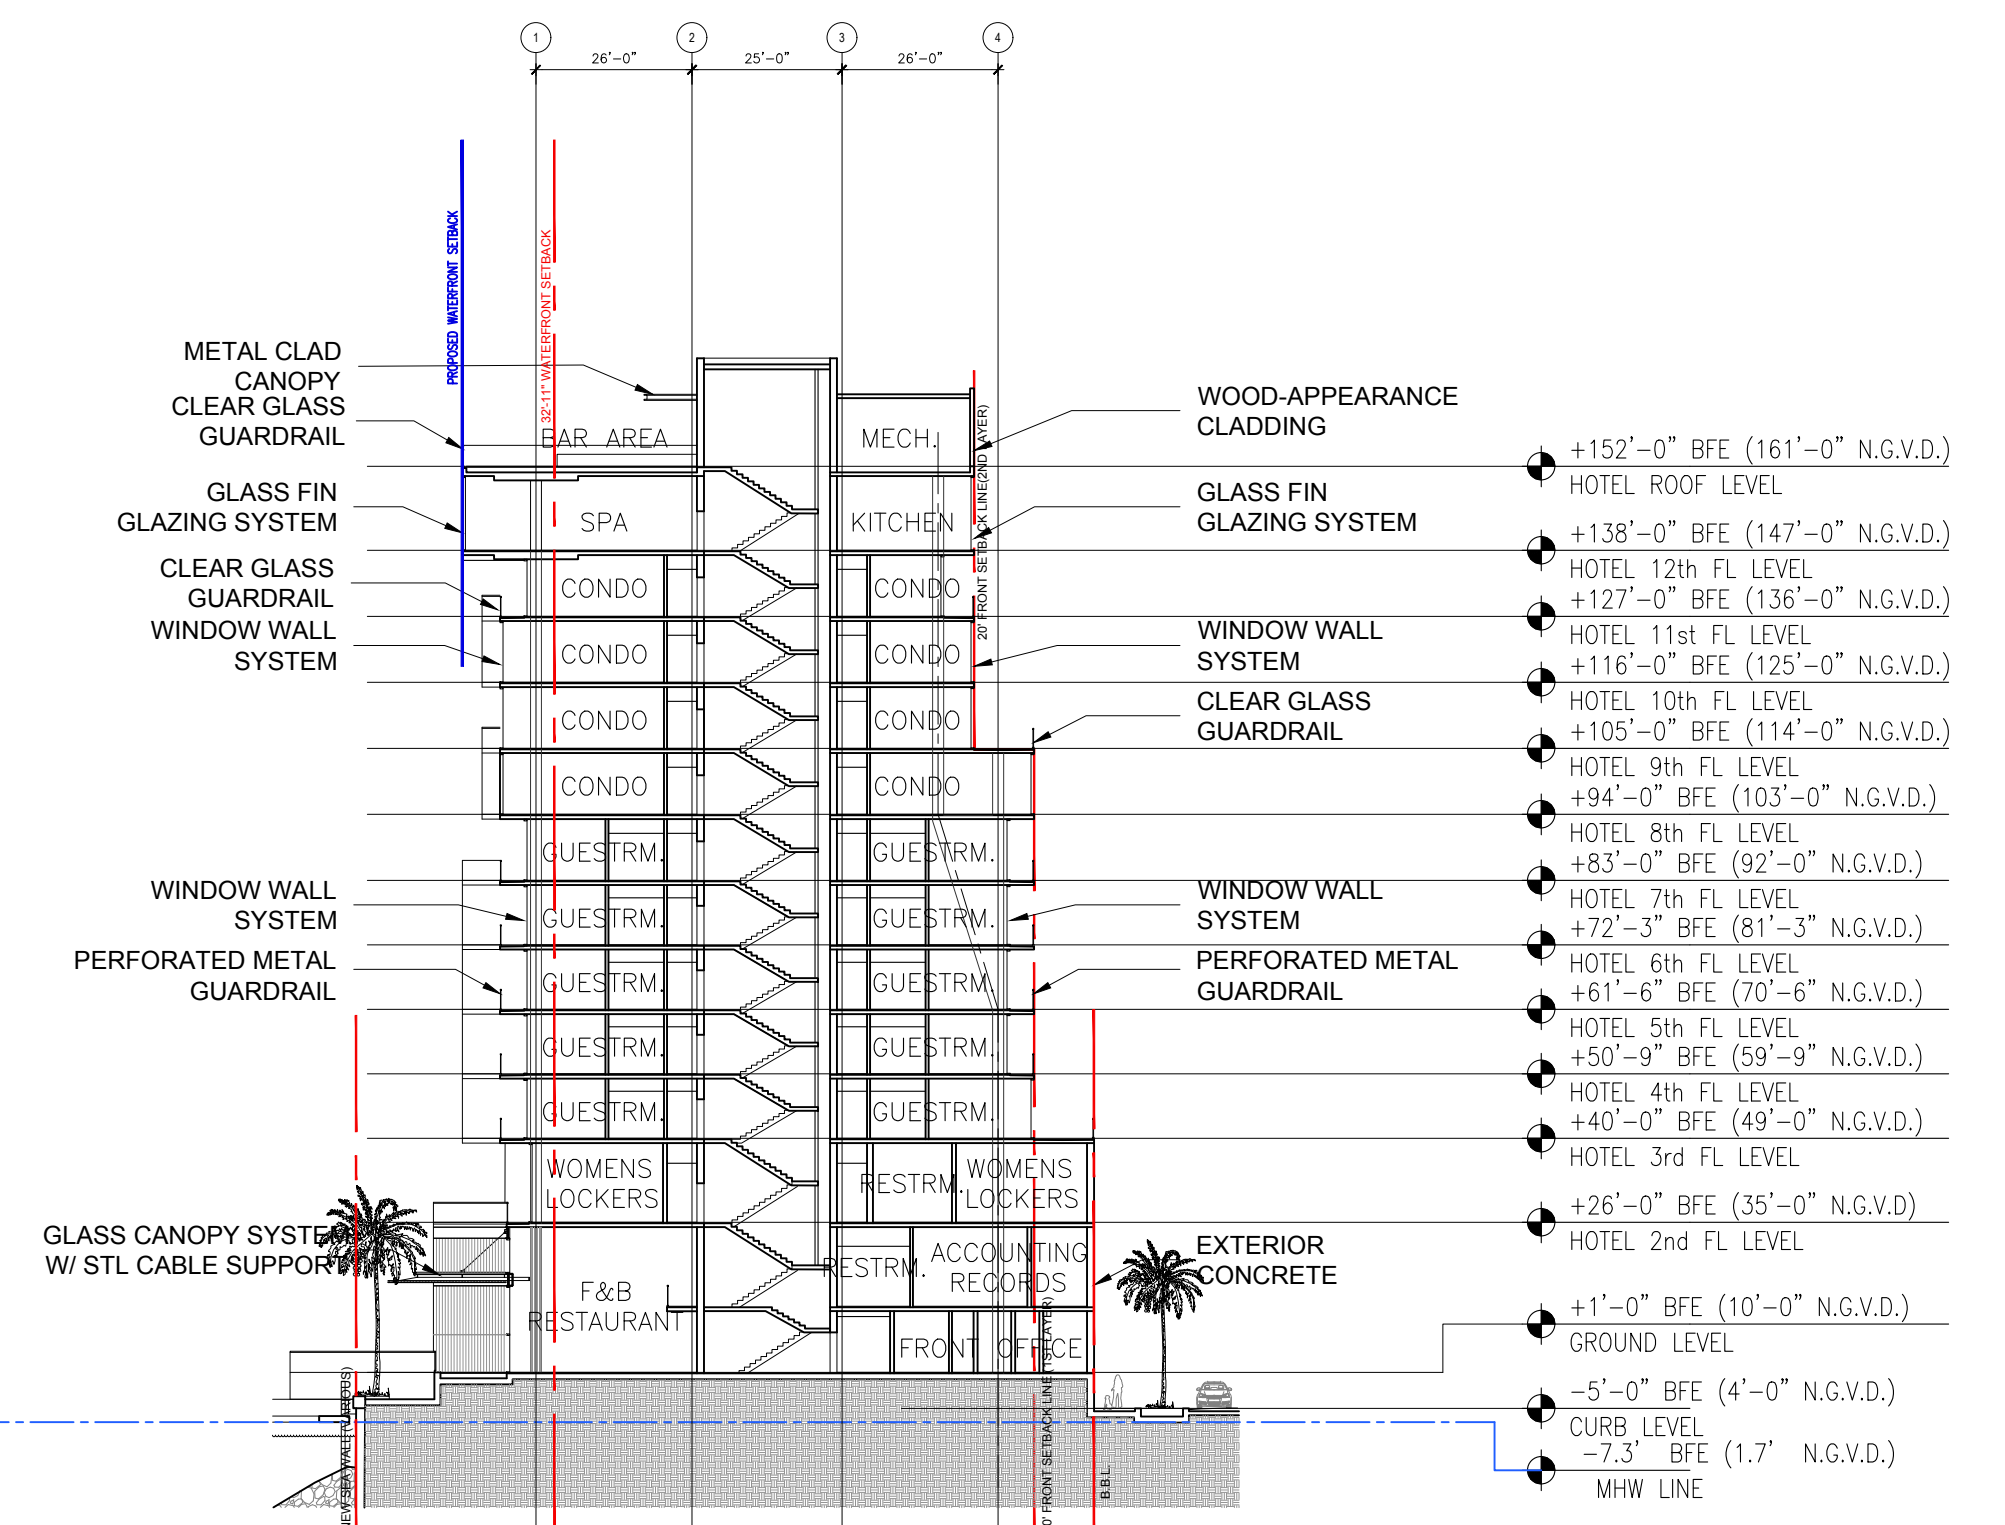 1
2
3
4
26'-0"
25'-0"
26'-0"
PROPOSED WATERFRONT SETBACK
32'-11" WATERFRONT SETBACK
20' FRONT SETBACK LINE(2ND LAYER)
METAL CLAD
CANOPY
CLEAR GLASS
GUARDRAIL
GLASS FIN
GLAZING SYSTEM
CLEAR GLASS
GUARDRAIL
WINDOW WALL
SYSTEM
WINDOW WALL
SYSTEM
PERFORATED METAL
GUARDRAIL
GLASS CANOPY SYSTEM
W/ STL CABLE SUPPORT
BAR AREA
MECH.
SPA
KITCHEN
CONDO
CONDO
CONDO
CONDO
CONDO
CONDO
CONDO
CONDO
GUESTRM.
GUESTRM.
GUESTRM.
GUESTRM.
GUESTRM.
GUESTRM.
GUESTRM.
GUESTRM.
GUESTRM.
GUESTRM.
WOMENS
LOCKERS
RESTRM.
WOMENS
LOCKERS
RESTRM.
ACCOUNTING
RECORDS
F&B
RESTAURANT
FRONT OFFICE
NEW SEA WALL (VARIOUS)
0' FRONT SETBACK LINE (1ST LAYER)
B.B.L.
WOOD-APPEARANCE
CLADDING
GLASS FIN
GLAZING SYSTEM
WINDOW WALL
SYSTEM
CLEAR GLASS
GUARDRAIL
WINDOW WALL
SYSTEM
PERFORATED METAL
GUARDRAIL
EXTERIOR
CONCRETE
+152'-0" BFE (161'-0" N.G.V.D.)
HOTEL ROOF LEVEL
+138'-0" BFE (147'-0" N.G.V.D.)
HOTEL 12th FL LEVEL
+127'-0" BFE (136'-0" N.G.V.D.)
HOTEL 11st FL LEVEL
+116'-0" BFE (125'-0" N.G.V.D.)
HOTEL 10th FL LEVEL
+105'-0" BFE (114'-0" N.G.V.D.)
HOTEL 9th FL LEVEL
+94'-0" BFE (103'-0" N.G.V.D.)
HOTEL 8th FL LEVEL
+83'-0" BFE (92'-0" N.G.V.D.)
HOTEL 7th FL LEVEL
+72'-3" BFE (81'-3" N.G.V.D.)
HOTEL 6th FL LEVEL
+61'-6" BFE (70'-6" N.G.V.D.)
HOTEL 5th FL LEVEL
+50'-9" BFE (59'-9" N.G.V.D.)
HOTEL 4th FL LEVEL
+40'-0" BFE (49'-0" N.G.V.D.)
HOTEL 3rd FL LEVEL
+26'-0" BFE (35'-0" N.G.V.D)
HOTEL 2nd FL LEVEL
+1'-0" BFE (10'-0" N.G.V.D.)
GROUND LEVEL
-5'-0" BFE (4'-0" N.G.V.D.)
CURB LEVEL
-7.3' BFE (1.7' N.G.V.D.)
MHW LINE